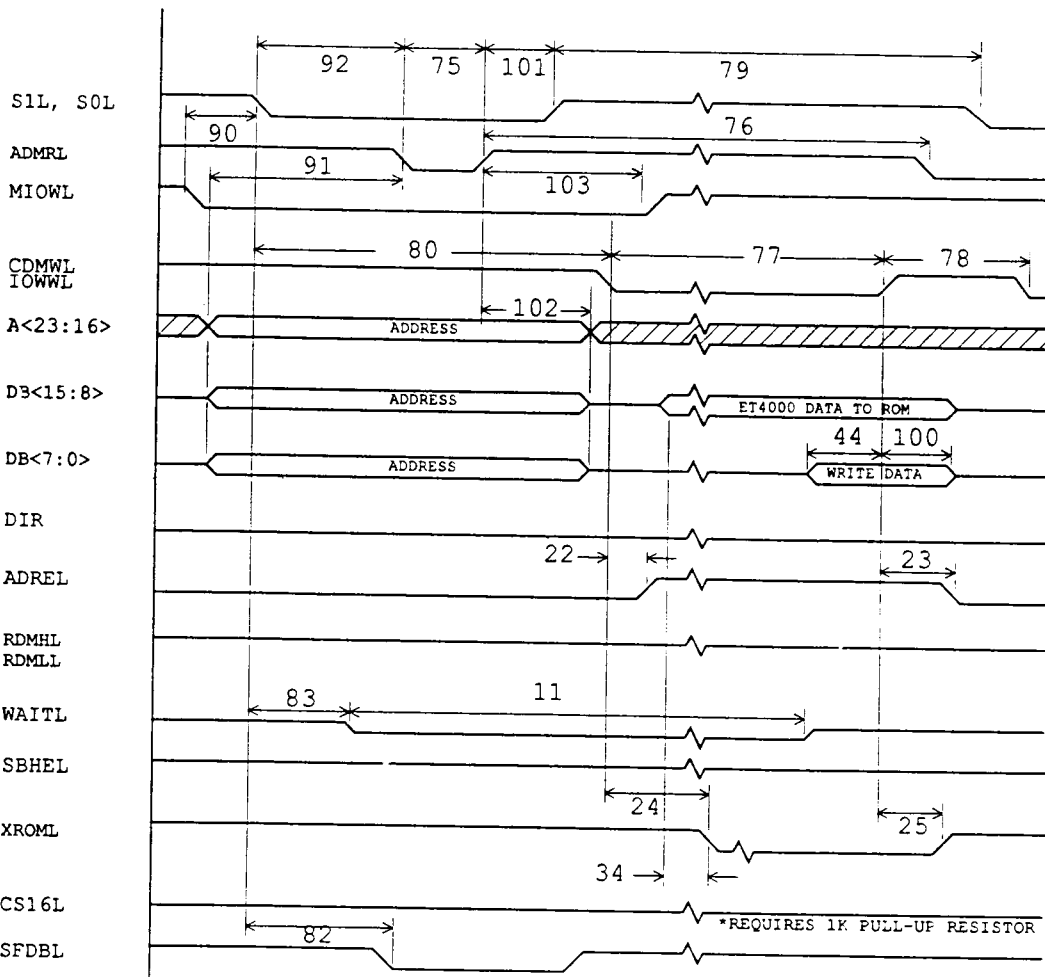 92 75 101 79
S1L, S0L
90 76
ADMRL
91
MIOWL 103
80 77 78
CDMWL
IOWWL
102
A<23:16> ADDRESS
DB<15:8> ADDRESS ET4000 DATA TO ROM
44 100
DB<7:0> ADDRESS WRITE DATA
DIR
22 23
ADREL
RDMHL
RDMLL
83 11
WAITL
SBHEL
24 25
XROML
34
CS16L
*REQUIRES 1K PULL-UP RESISTOR
82
SFDBL